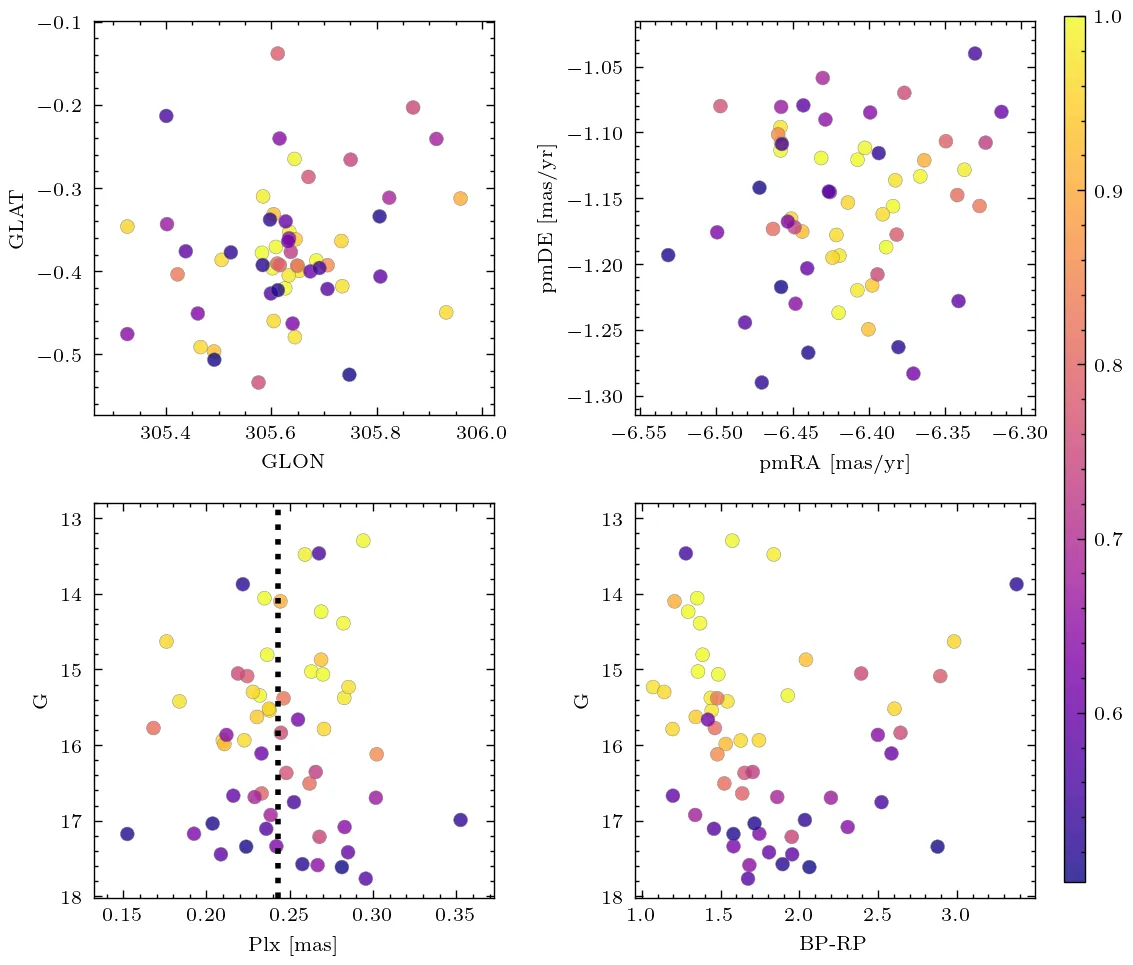 −0.1
−0.2
−0.3
−0.4
−0.5
GLAT
305.4 305.6 305.8 306.0
GLON
−1.05
−1.10
−1.15
−1.20
−1.25
−1.30
pmDE [mas/yr]
−6.55 −6.50 −6.45 −6.40 −6.35 −6.30
pmRA [mas/yr]
13
14
15
16
17
18
G
0.15 0.20 0.25 0.30 0.35
Plx [mas]
13
14
15
16
17
18
G
1.0 1.5 2.0 2.5 3.0
BP-RP
1.0
0.9
0.8
0.7
0.6